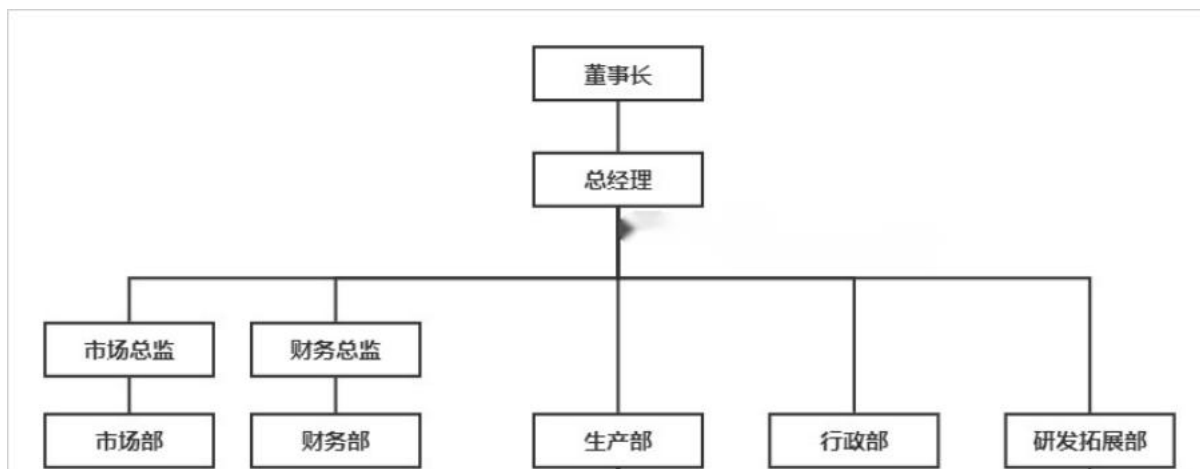 董事长
总经理
市场总监
财务总监
市场部
财务部
生产部
行政部
研发拓展部